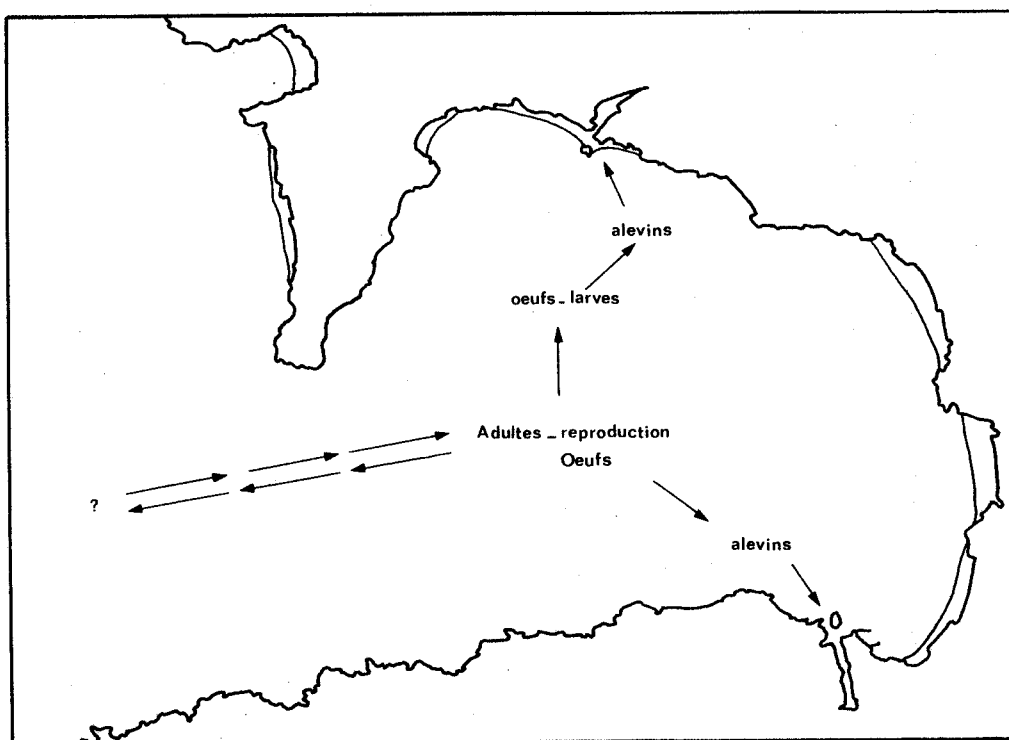 alevins
oeufs - larves
Adultes - reproduction
Oeufs
?
alevins